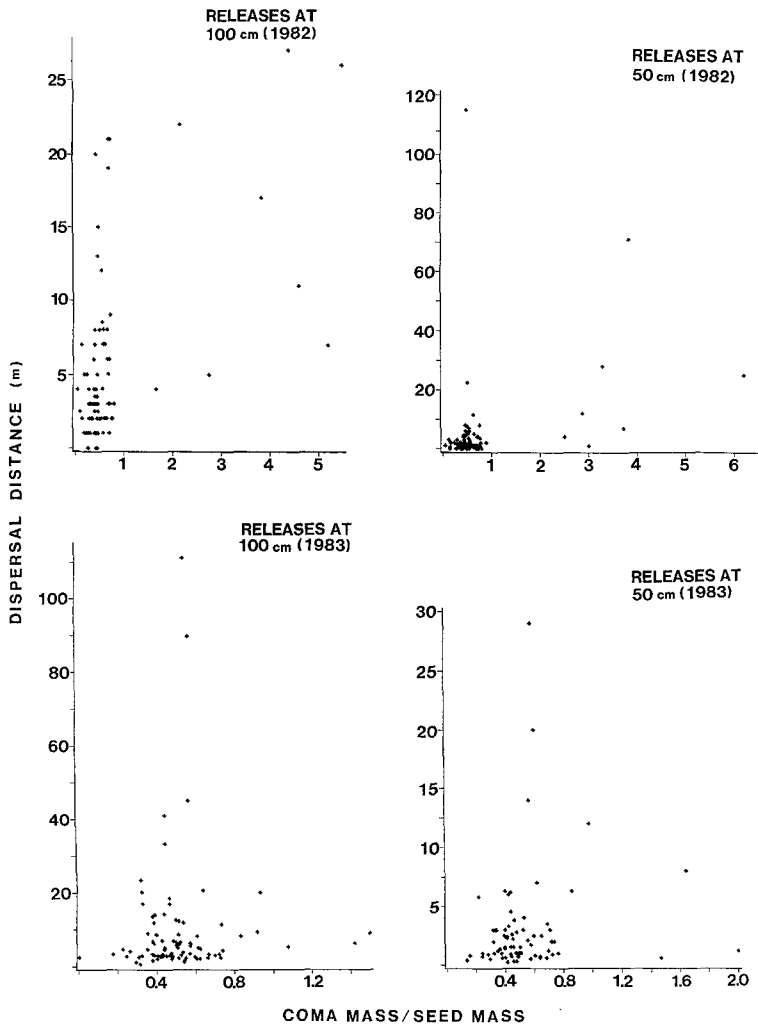 RELEASES AT
100 cm (1982)
25
20
15
10
5
1 2 3 4 5
RELEASES AT
50 cm (1982)
120
100
80
60
40
20
1 2 3 4 5 6
DISPERSAL DISTANCE (m)
RELEASES AT
100 cm (1983)
100
80
60
40
20
0.4 0.8 1.2
RELEASES AT
50 cm (1983)
30
25
20
15
10
5
0.4 0.8 1.2 1.6 2.0
COMA MASS/SEED MASS